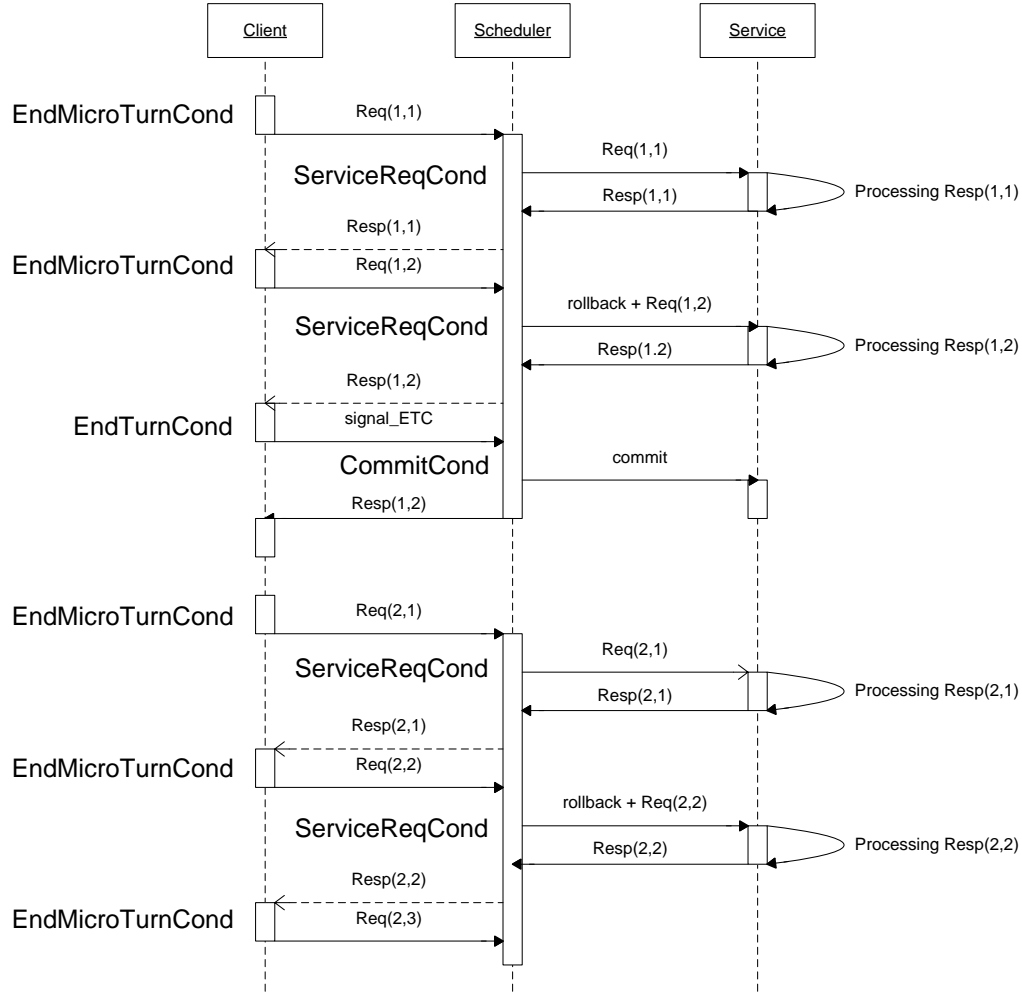 Client
Scheduler
Service
EndMicroTurnCond
Req(1,1)
Req(1,1)
ServiceReqCond
Resp(1,1)
Processing Resp(1,1)
Resp(1,1)
EndMicroTurnCond
Req(1,2)
rollback + Req(1,2)
ServiceReqCond
Resp(1.2)
Processing Resp(1,2)
Resp(1,2)
EndTurnCond
signal_ETC
CommitCond
commit
Resp(1,2)
EndMicroTurnCond
Req(2,1)
Req(2,1)
ServiceReqCond
Resp(2,1)
Processing Resp(2,1)
Resp(2,1)
EndMicroTurnCond
Req(2,2)
rollback + Req(2,2)
ServiceReqCond
Resp(2,2)
Processing Resp(2,2)
Resp(2,2)
EndMicroTurnCond
Req(2,3)